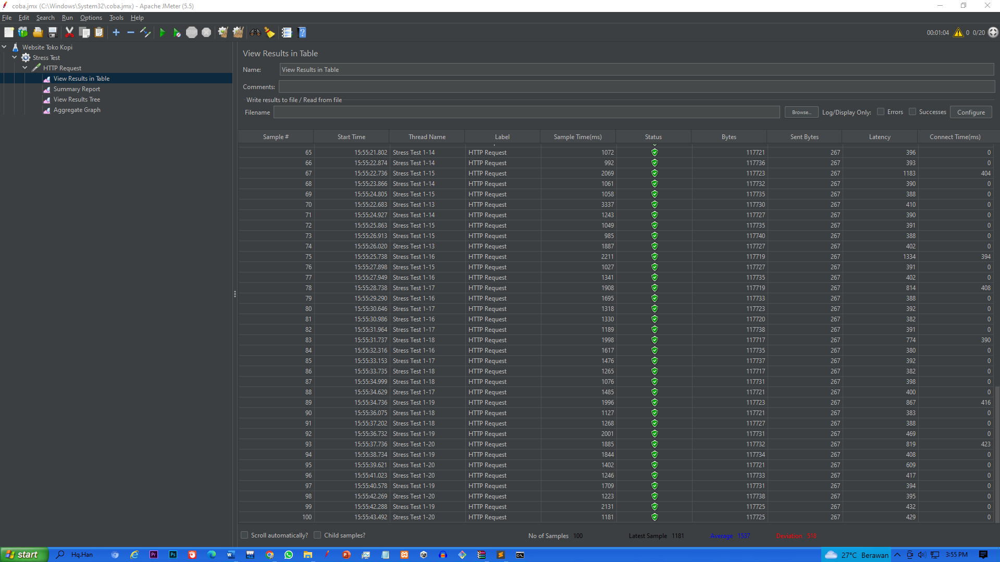 coba.jmx (C:\Windows\System32\coba.jmx) - Apache JMeter (5.5)
File Edit Search Run Options Tools Help
00:01:04 0 0/20
Website Toko Kopi
Stress Test
HTTP Request
View Results in Table
Summary Report
View Results Tree
Aggregate Graph
View Results in Table
Name: View Results in Table
Comments:
Write results to file / Read from file
Filename Browse... Log/Display Only: Errors Successes Configure
Sample # Start Time Thread Name Label Sample Time(ms) Status Bytes Sent Bytes Latency Connect Time(ms)
65 15:55:21.802 Stress Test 1-14 HTTP Request 1072 117721 267 396 0
66 15:55:22.874 Stress Test 1-14 HTTP Request 992 117736 267 393 0
67 15:55:22.736 Stress Test 1-15 HTTP Request 2069 117723 267 1183 404
68 15:55:23.866 Stress Test 1-14 HTTP Request 1061 117732 267 390 0
69 15:55:24.805 Stress Test 1-15 HTTP Request 1058 117735 267 388 0
70 15:55:22.683 Stress Test 1-13 HTTP Request 3337 117730 267 410 0
71 15:55:24.927 Stress Test 1-14 HTTP Request 1243 117727 267 390 0
72 15:55:25.863 Stress Test 1-15 HTTP Request 1049 117735 267 391 0
73 15:55:26.913 Stress Test 1-15 HTTP Request 985 117740 267 388 0
74 15:55:26.020 Stress Test 1-13 HTTP Request 1887 117727 267 402 0
75 15:55:25.738 Stress Test 1-16 HTTP Request 2211 117719 267 1334 394
76 15:55:27.898 Stress Test 1-15 HTTP Request 1027 117727 267 391 0
77 15:55:27.949 Stress Test 1-16 HTTP Request 1341 117735 267 402 0
78 15:55:28.738 Stress Test 1-17 HTTP Request 1908 117719 267 814 408
79 15:55:29.290 Stress Test 1-16 HTTP Request 1695 117733 267 388 0
80 15:55:30.646 Stress Test 1-17 HTTP Request 1318 117723 267 392 0
81 15:55:30.986 Stress Test 1-16 HTTP Request 1330 117720 267 382 0
82 15:55:31.964 Stress Test 1-17 HTTP Request 1189 117738 267 391 0
83 15:55:31.737 Stress Test 1-18 HTTP Request 1998 117717 267 774 390
84 15:55:32.316 Stress Test 1-16 HTTP Request 1617 117735 267 380 0
85 15:55:33.153 Stress Test 1-17 HTTP Request 1476 117737 267 392 0
86 15:55:33.735 Stress Test 1-18 HTTP Request 1265 117717 267 382 0
87 15:55:34.999 Stress Test 1-18 HTTP Request 1076 117731 267 398 0
88 15:55:34.629 Stress Test 1-17 HTTP Request 1485 117721 267 400 0
89 15:55:34.736 Stress Test 1-19 HTTP Request 1996 117723 267 867 416
90 15:55:36.075 Stress Test 1-18 HTTP Request 1127 117721 267 383 0
91 15:55:37.202 Stress Test 1-18 HTTP Request 1268 117727 267 388 0
92 15:55:36.732 Stress Test 1-19 HTTP Request 2001 117731 267 469 0
93 15:55:37.736 Stress Test 1-20 HTTP Request 1885 117732 267 819 423
94 15:55:38.734 Stress Test 1-19 HTTP Request 1844 117734 267 408 0
95 15:55:39.621 Stress Test 1-20 HTTP Request 1402 117721 267 609 0
96 15:55:41.023 Stress Test 1-20 HTTP Request 1246 117733 267 417 0
97 15:55:40.578 Stress Test 1-19 HTTP Request 1709 117731 267 394 0
98 15:55:42.269 Stress Test 1-20 HTTP Request 1223 117738 267 395 0
99 15:55:42.288 Stress Test 1-19 HTTP Request 2131 117725 267 432 0
100 15:55:43.492 Stress Test 1-20 HTTP Request 1181 117725 267 429 0
Scroll automatically? Child samples? No of Samples 100 Latest Sample 1181 Average 1537 Deviation 518
start Hq.Han 27°C Berawan 3:55 PM